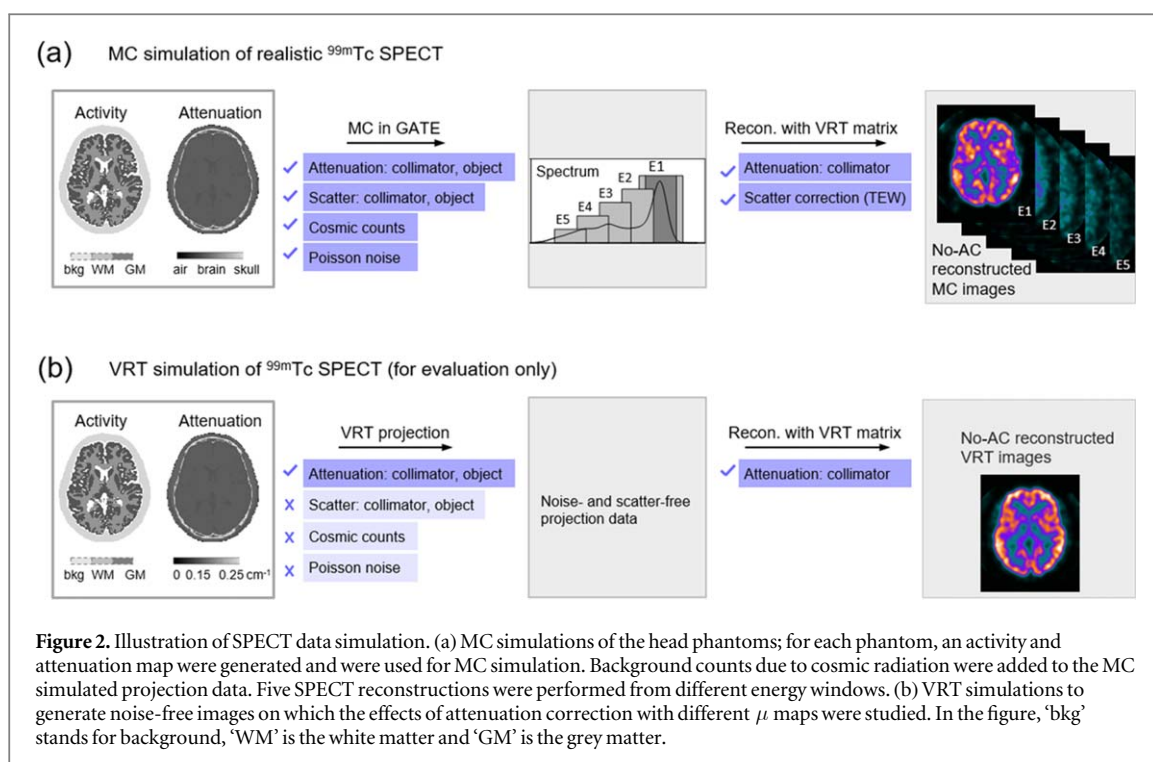 (a) MC simulation of realistic 99mTc SPECT
Activity Attenuation
bkg WM GM air brain skull
MC in GATE
✓ Attenuation: collimator, object
✓ Scatter: collimator, object
✓ Cosmic counts
✓ Poisson noise
Spectrum
E5 E4 E3 E2 E1
Recon. with VRT matrix
✓ Attenuation: collimator
✓ Scatter correction (TEW)
E1
E2
E3
E4
E5
No-AC
reconstructed
MC images
(b) VRT simulation of 99mTc SPECT (for evaluation only)
Activity Attenuation
bkg WM GM 0 0.15 0.25 cm-1
VRT projection
✓ Attenuation: collimator, object
x Scatter: collimator, object
x Cosmic counts
x Poisson noise
Noise- and scatter-free
projection data
Recon. with VRT matrix
✓ Attenuation: collimator
No-AC reconstructed
VRT images
Figure 2. Illustration of SPECT data simulation. (a) MC simulations of the head phantoms; for each phantom, an activity and
attenuation map were generated and were used for MC simulation. Background counts due to cosmic radiation were added to the MC
simulated projection data. Five SPECT reconstructions were performed from different energy windows. (b) VRT simulations to
generate noise-free images on which the effects of attenuation correction with different μ maps were studied. In the figure, ‘bkg’
stands for background, ‘WM’ is the white matter and ‘GM’ is the grey matter.